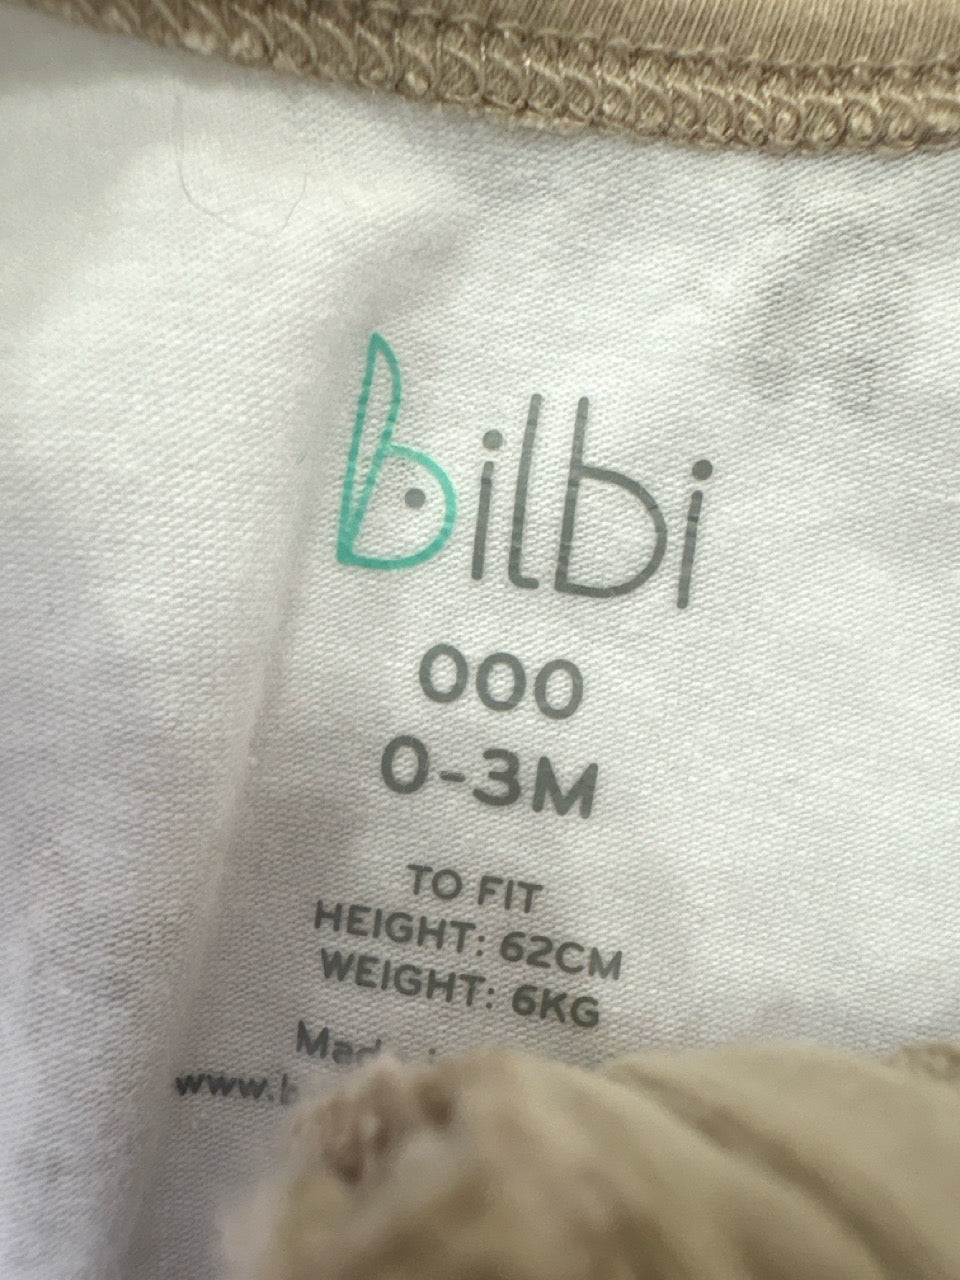 bilbi
000
0-3M
TO FIT
HEIGHT: 62CM
WEIGHT: 6KG